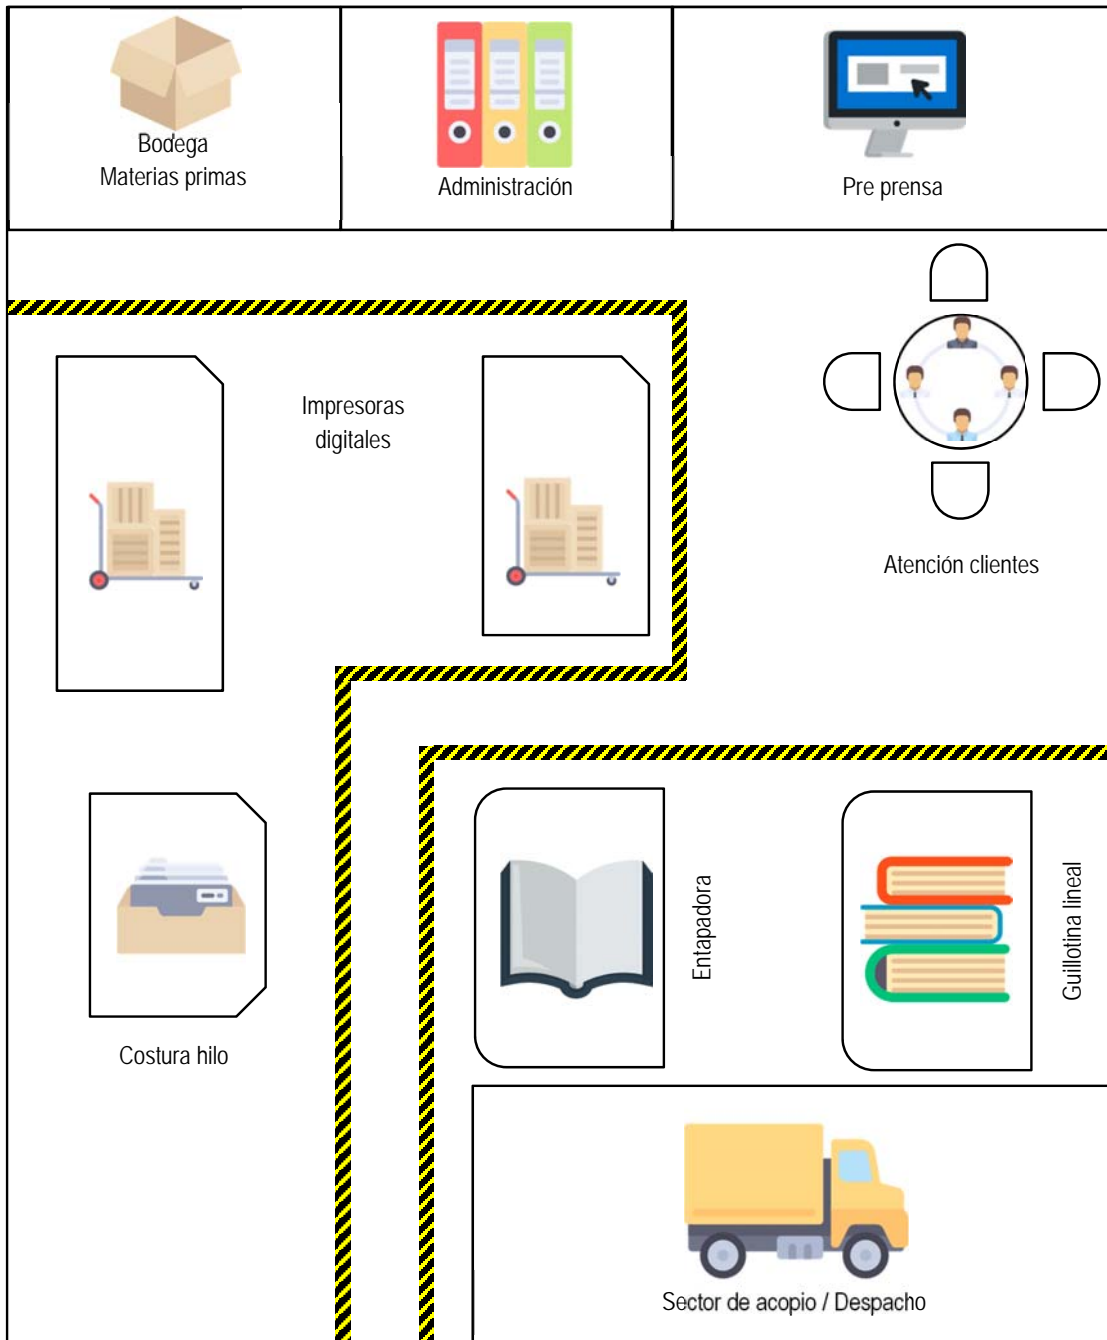 Bodega
Materias primas
Administración
Pre prensa
Impresoras
digitales
Atención clientes
Entapadora
Guillotina lineal
Costura hilo
Sector de acopio / Despacho